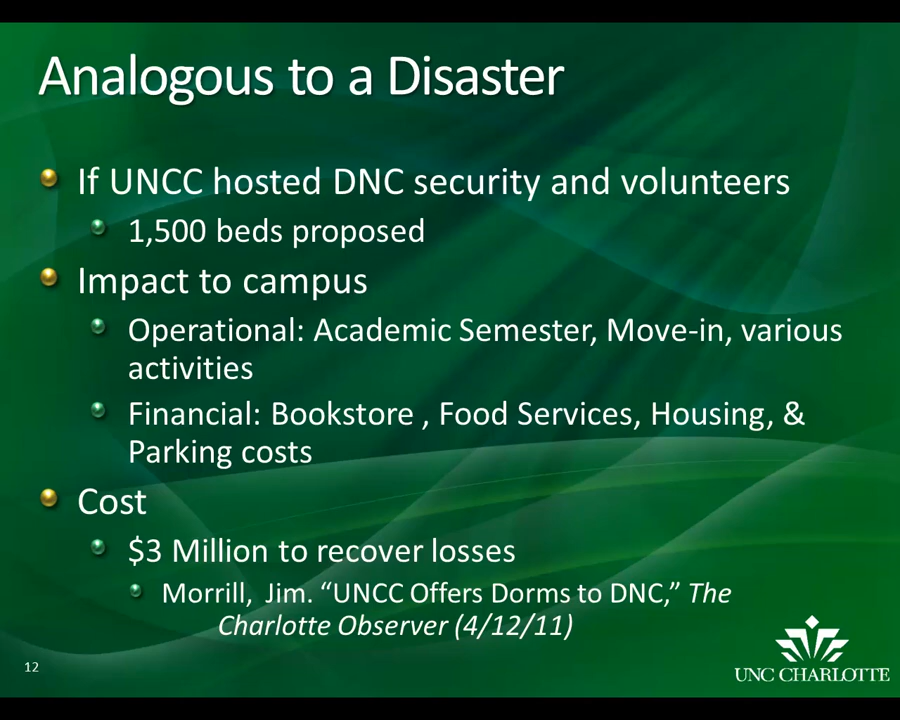 Analogous to a Disaster
If UNCC hosted DNC security and volunteers
1,500 beds proposed
Impact to campus
Operational: Academic Semester, Move-in, various
activities
Financial: Bookstore , Food Services, Housing, &
Parking costs
Cost
$3 Million to recover losses
Morrill, Jim. “UNCC Offers Dorms to DNC,” The
Charlotte Observer (4/12/11)
12
UNC CHARLOTTE